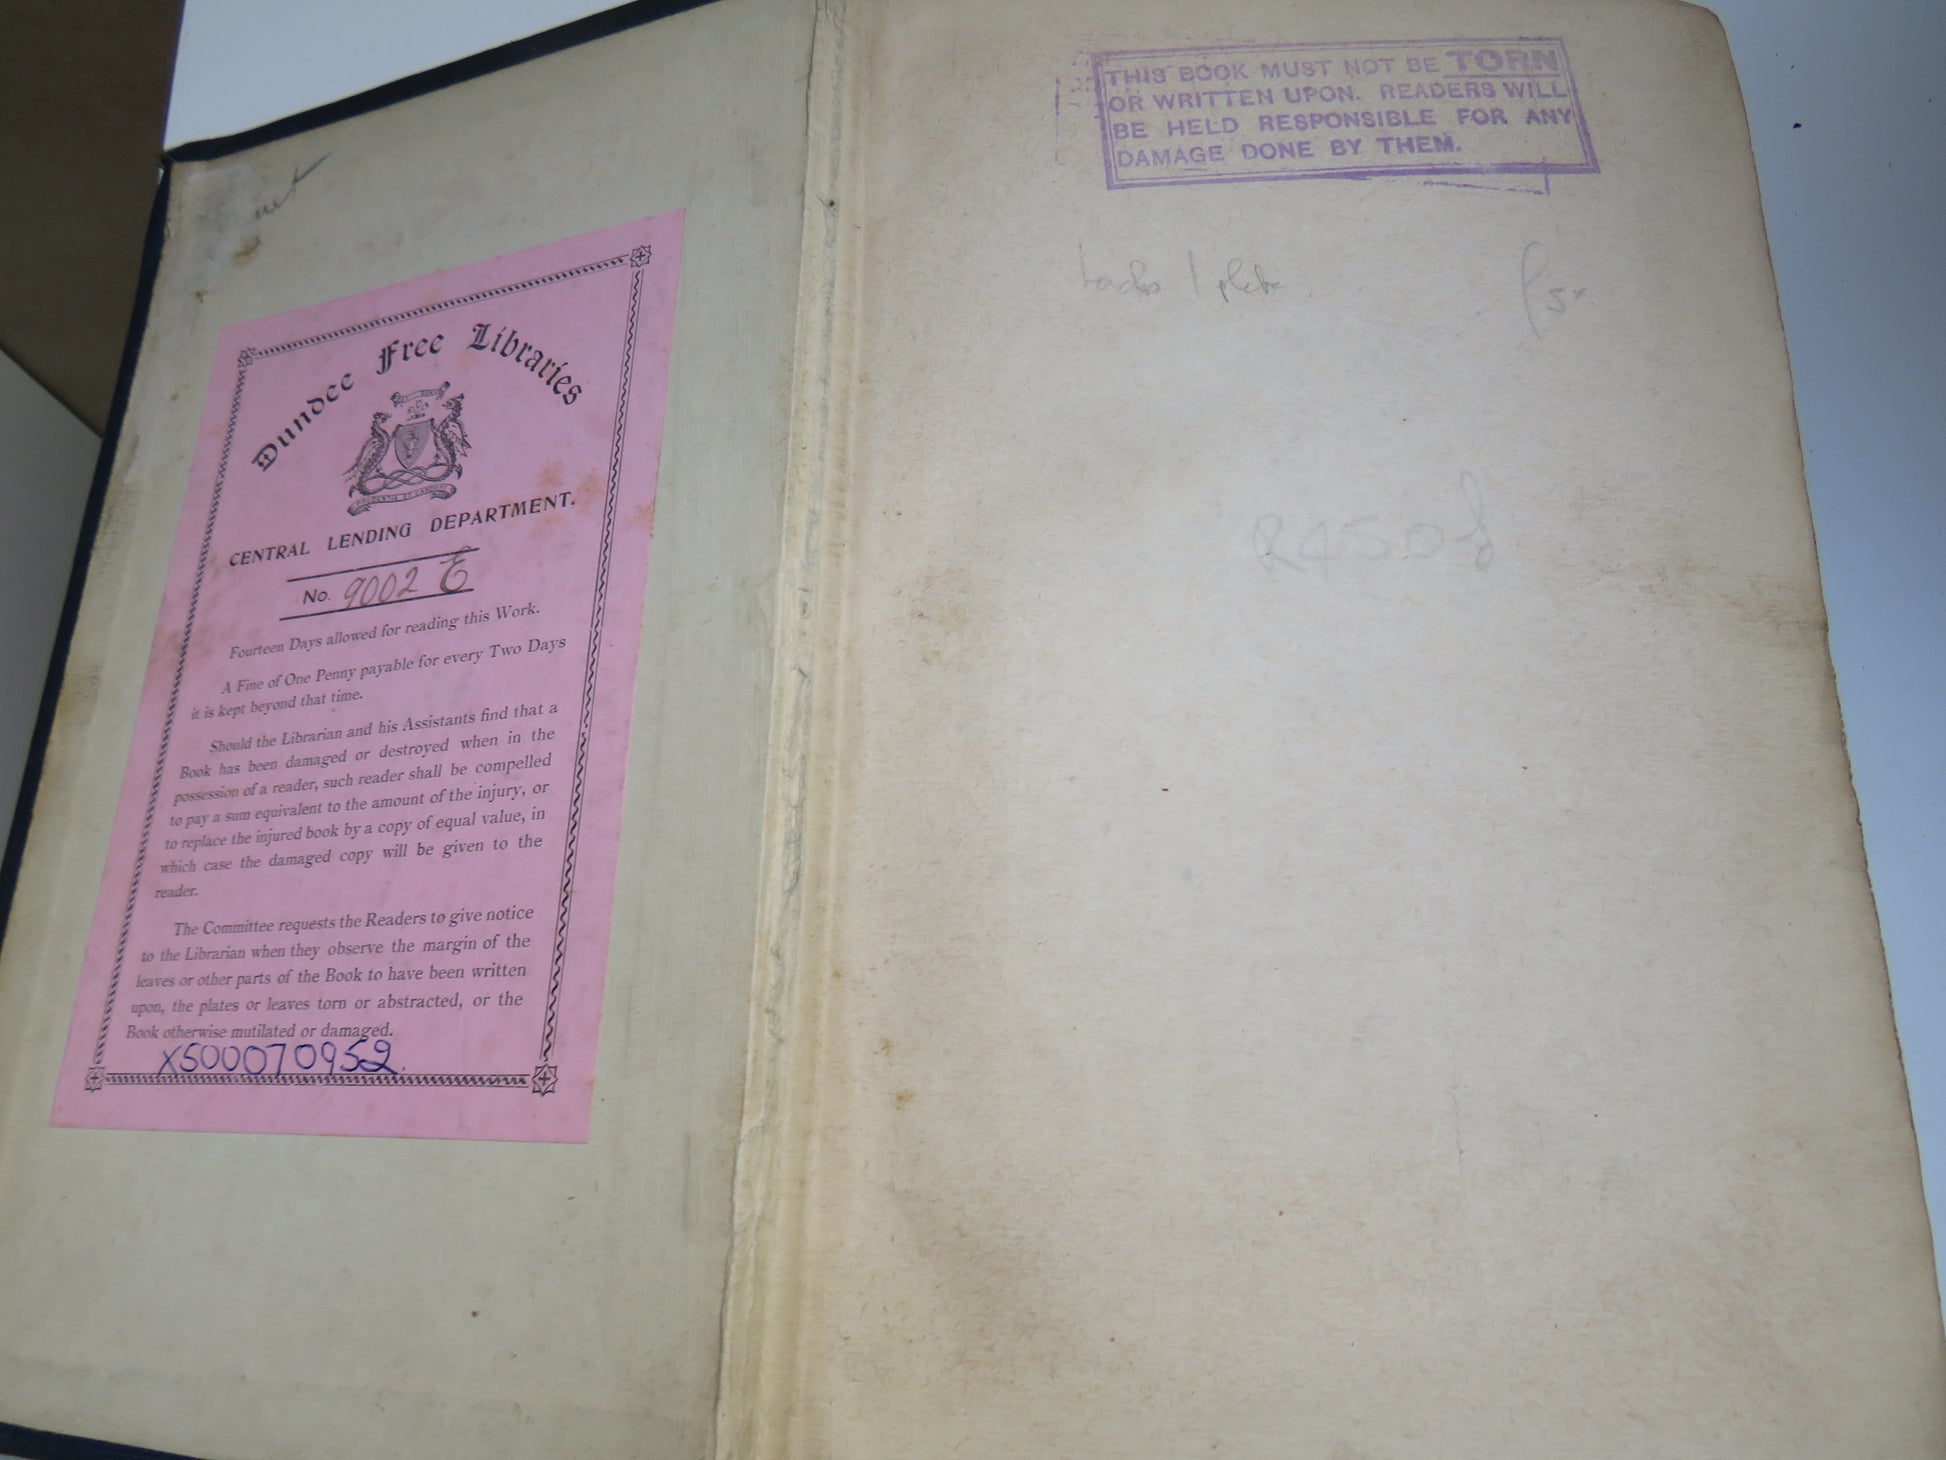 Dundee Free Libraries
CENTRAL LENDING DEPARTMENT.
No. 9002 E
Fourteen Days allowed for reading this Work.
A Fine of One Penny payable for every Two Days
it is kept beyond that time.
Should the Librarian and his Assistants find that a
Book has been damaged or destroyed when in the
possession of a reader, such reader shall be compelled
to pay a sum equivalent to the amount of the injury, or
to replace the injured book by a copy of equal value, in
which case the damaged copy will be given to the
reader.
The Committee requests the Readers to give notice
to the Librarian when they observe the margin of the
leaves or other parts of the Book to have been written
upon, the plates or leaves torn or abstracted, or the
Book otherwise mutilated or damaged.
X500070952
THIS BOOK MUST NOT BE TORN
OR WRITTEN UPON. READERS WILL
BE HELD RESPONSIBLE FOR ANY
DAMAGE DONE BY THEM.
1 plate